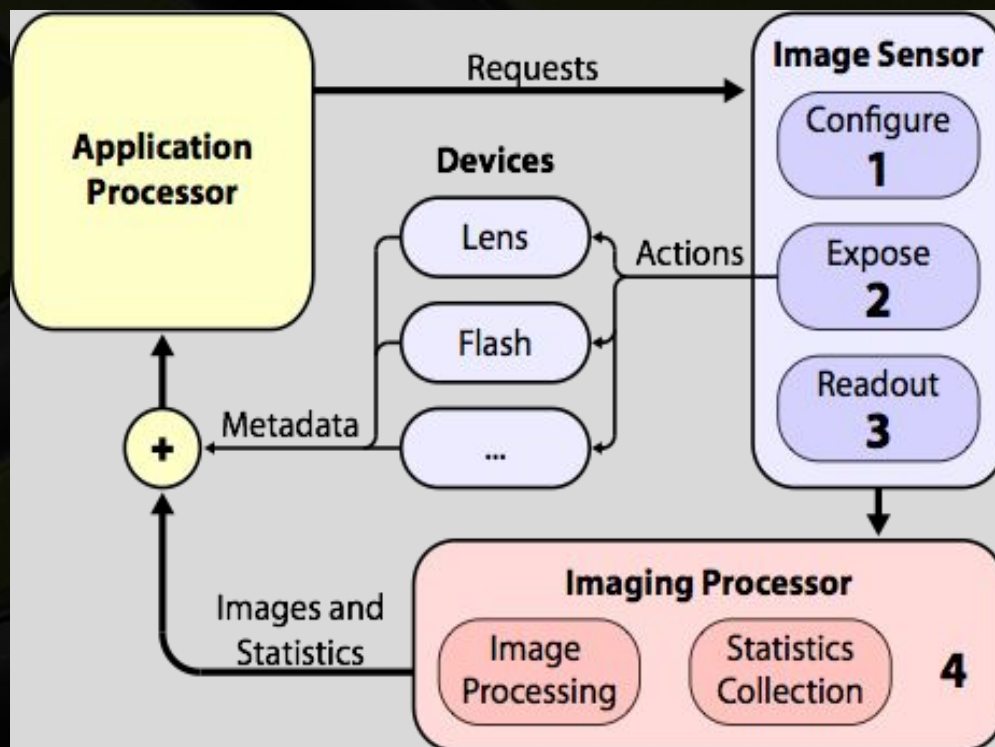 Application
Processor
Requests
Image Sensor
Configure
1
Expose
2
Readout
3
Devices
Lens
Flash
...
Actions
Metadata
+
Images and
Statistics
Imaging Processor
Image
Processing
Statistics
Collection
4